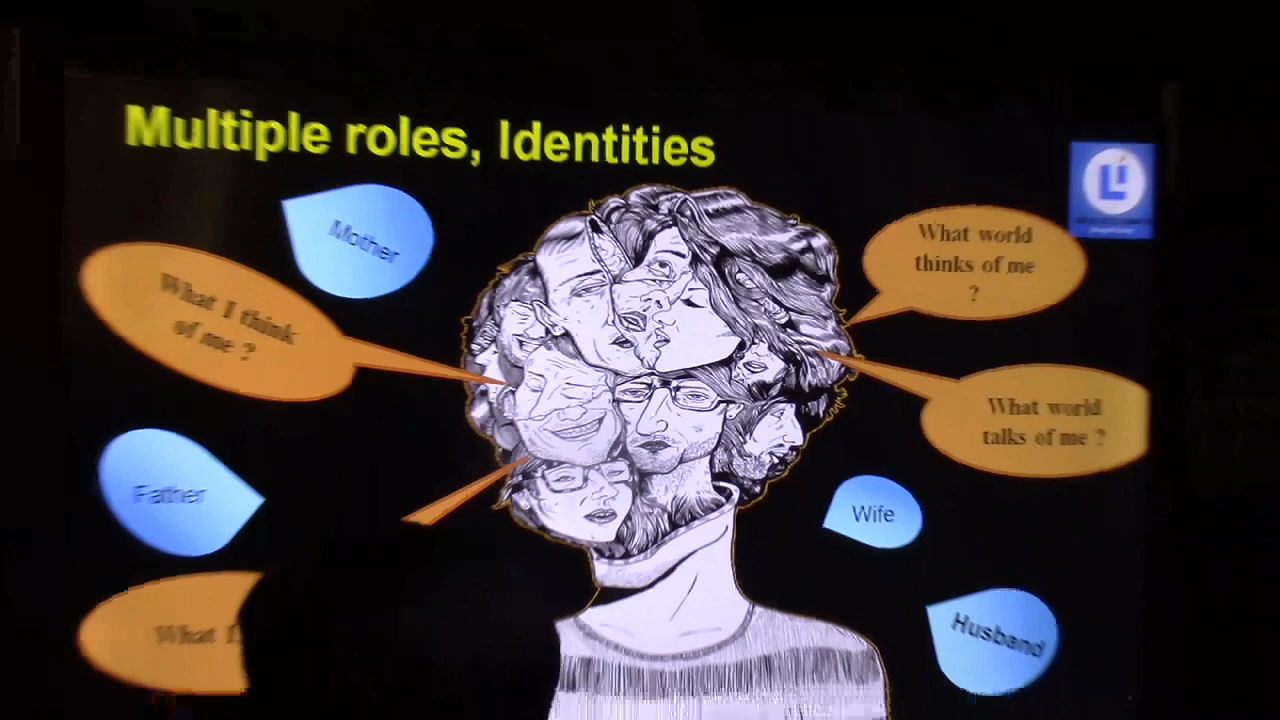 Multiple roles, Identities
Mother
What world
thinks of me
?
What I think
of me ?
What world
talks of me ?
Father
Wife
What I
Husband